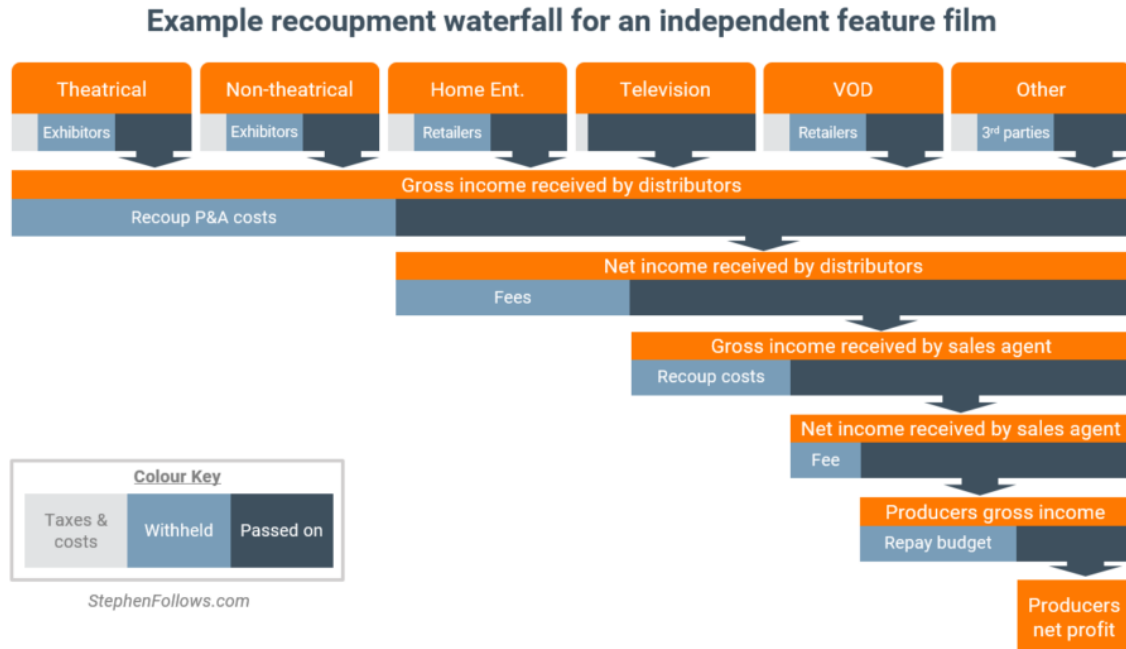 Example recoupment waterfall for an independent feature film
Theatrical
Non-theatrical
Home Ent.
Television
VOD
Other
Exhibitors
Exhibitors
Retailers
Retailers
3rd parties
Gross income received by distributors
Recoup P&A costs
Net income received by distributors
Fees
Gross income received by sales agent
Recoup costs
Net income received by sales agent
Fee
Producers gross income
Repay budget
Producers
net profit
Colour Key
Taxes &
costs
Withheld
Passed on
StephenFollows.com